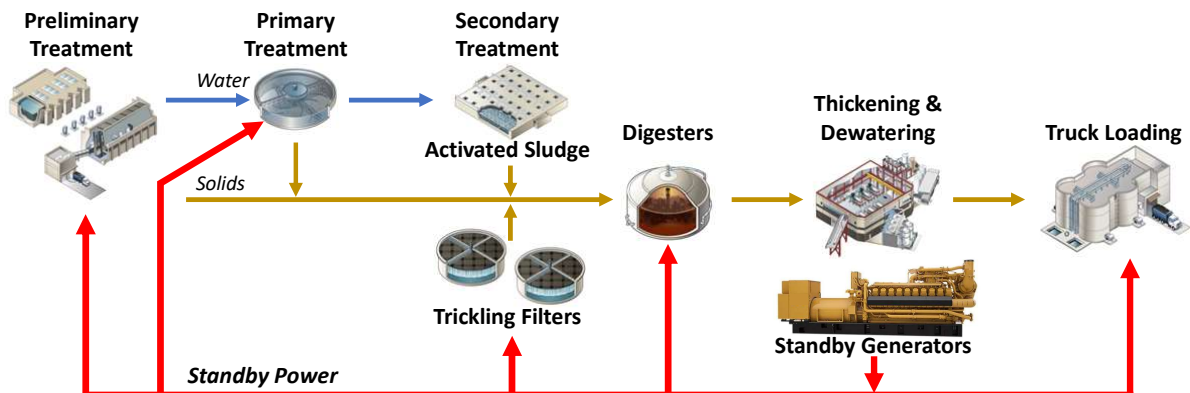 Preliminary
Treatment
Primary
Treatment
Secondary
Treatment
Water
Activated Sludge
Solids
Trickling Filters
Digesters
Thickening &
Dewatering
Truck Loading
Standby Generators
Standby Power